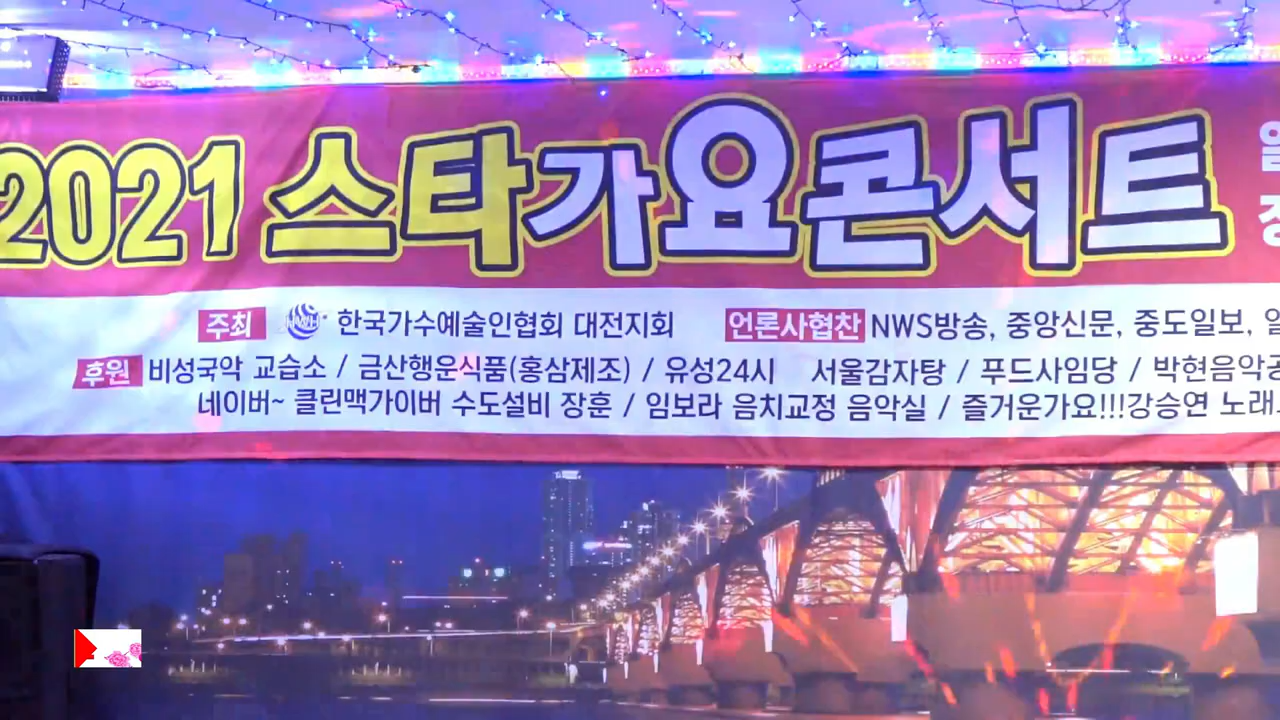 2021 스타가요콘서트
주최 한국가수예술인협회 대전지회 언론사협찬 NWS방송, 중앙신문, 중도일보,
후원 비성국악 교습소 / 금산행운식품(홍삼제조) / 유성24시 서울감자탕 / 푸드사임당 / 박현음악
네이버~ 클린맥가이버 수도설비 장훈 / 임보라 음치교정 음악실 / 즐거운가요!!!강승연 노래